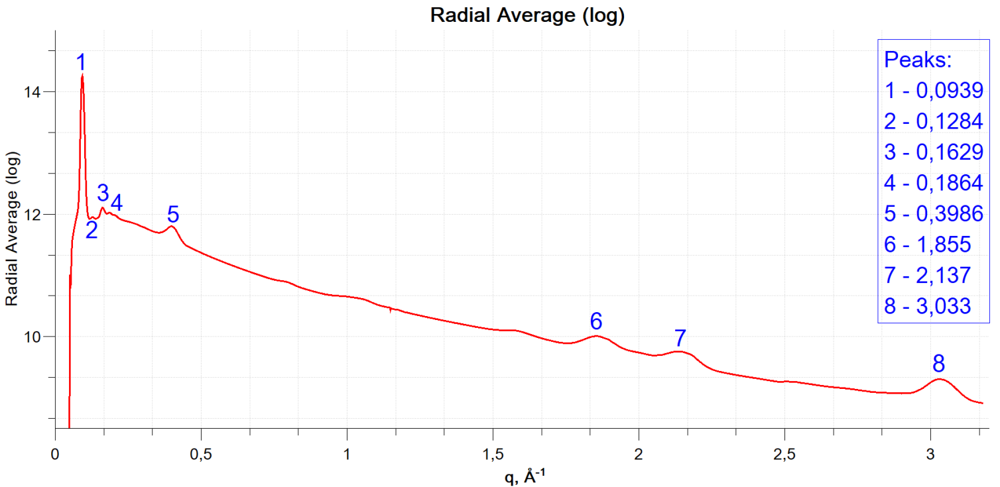 Radial Average (log)
Peaks:
1 - 0,0939
2 - 0,1284
3 - 0,1629
4 - 0,1864
5 - 0,3986
6 - 1,855
7 - 2,137
8 - 3,033
1
2
3
4
5
6
7
8
14
12
10
Radial Average (log)
0
0,5
1
1,5
2
2,5
3
q, Å-1